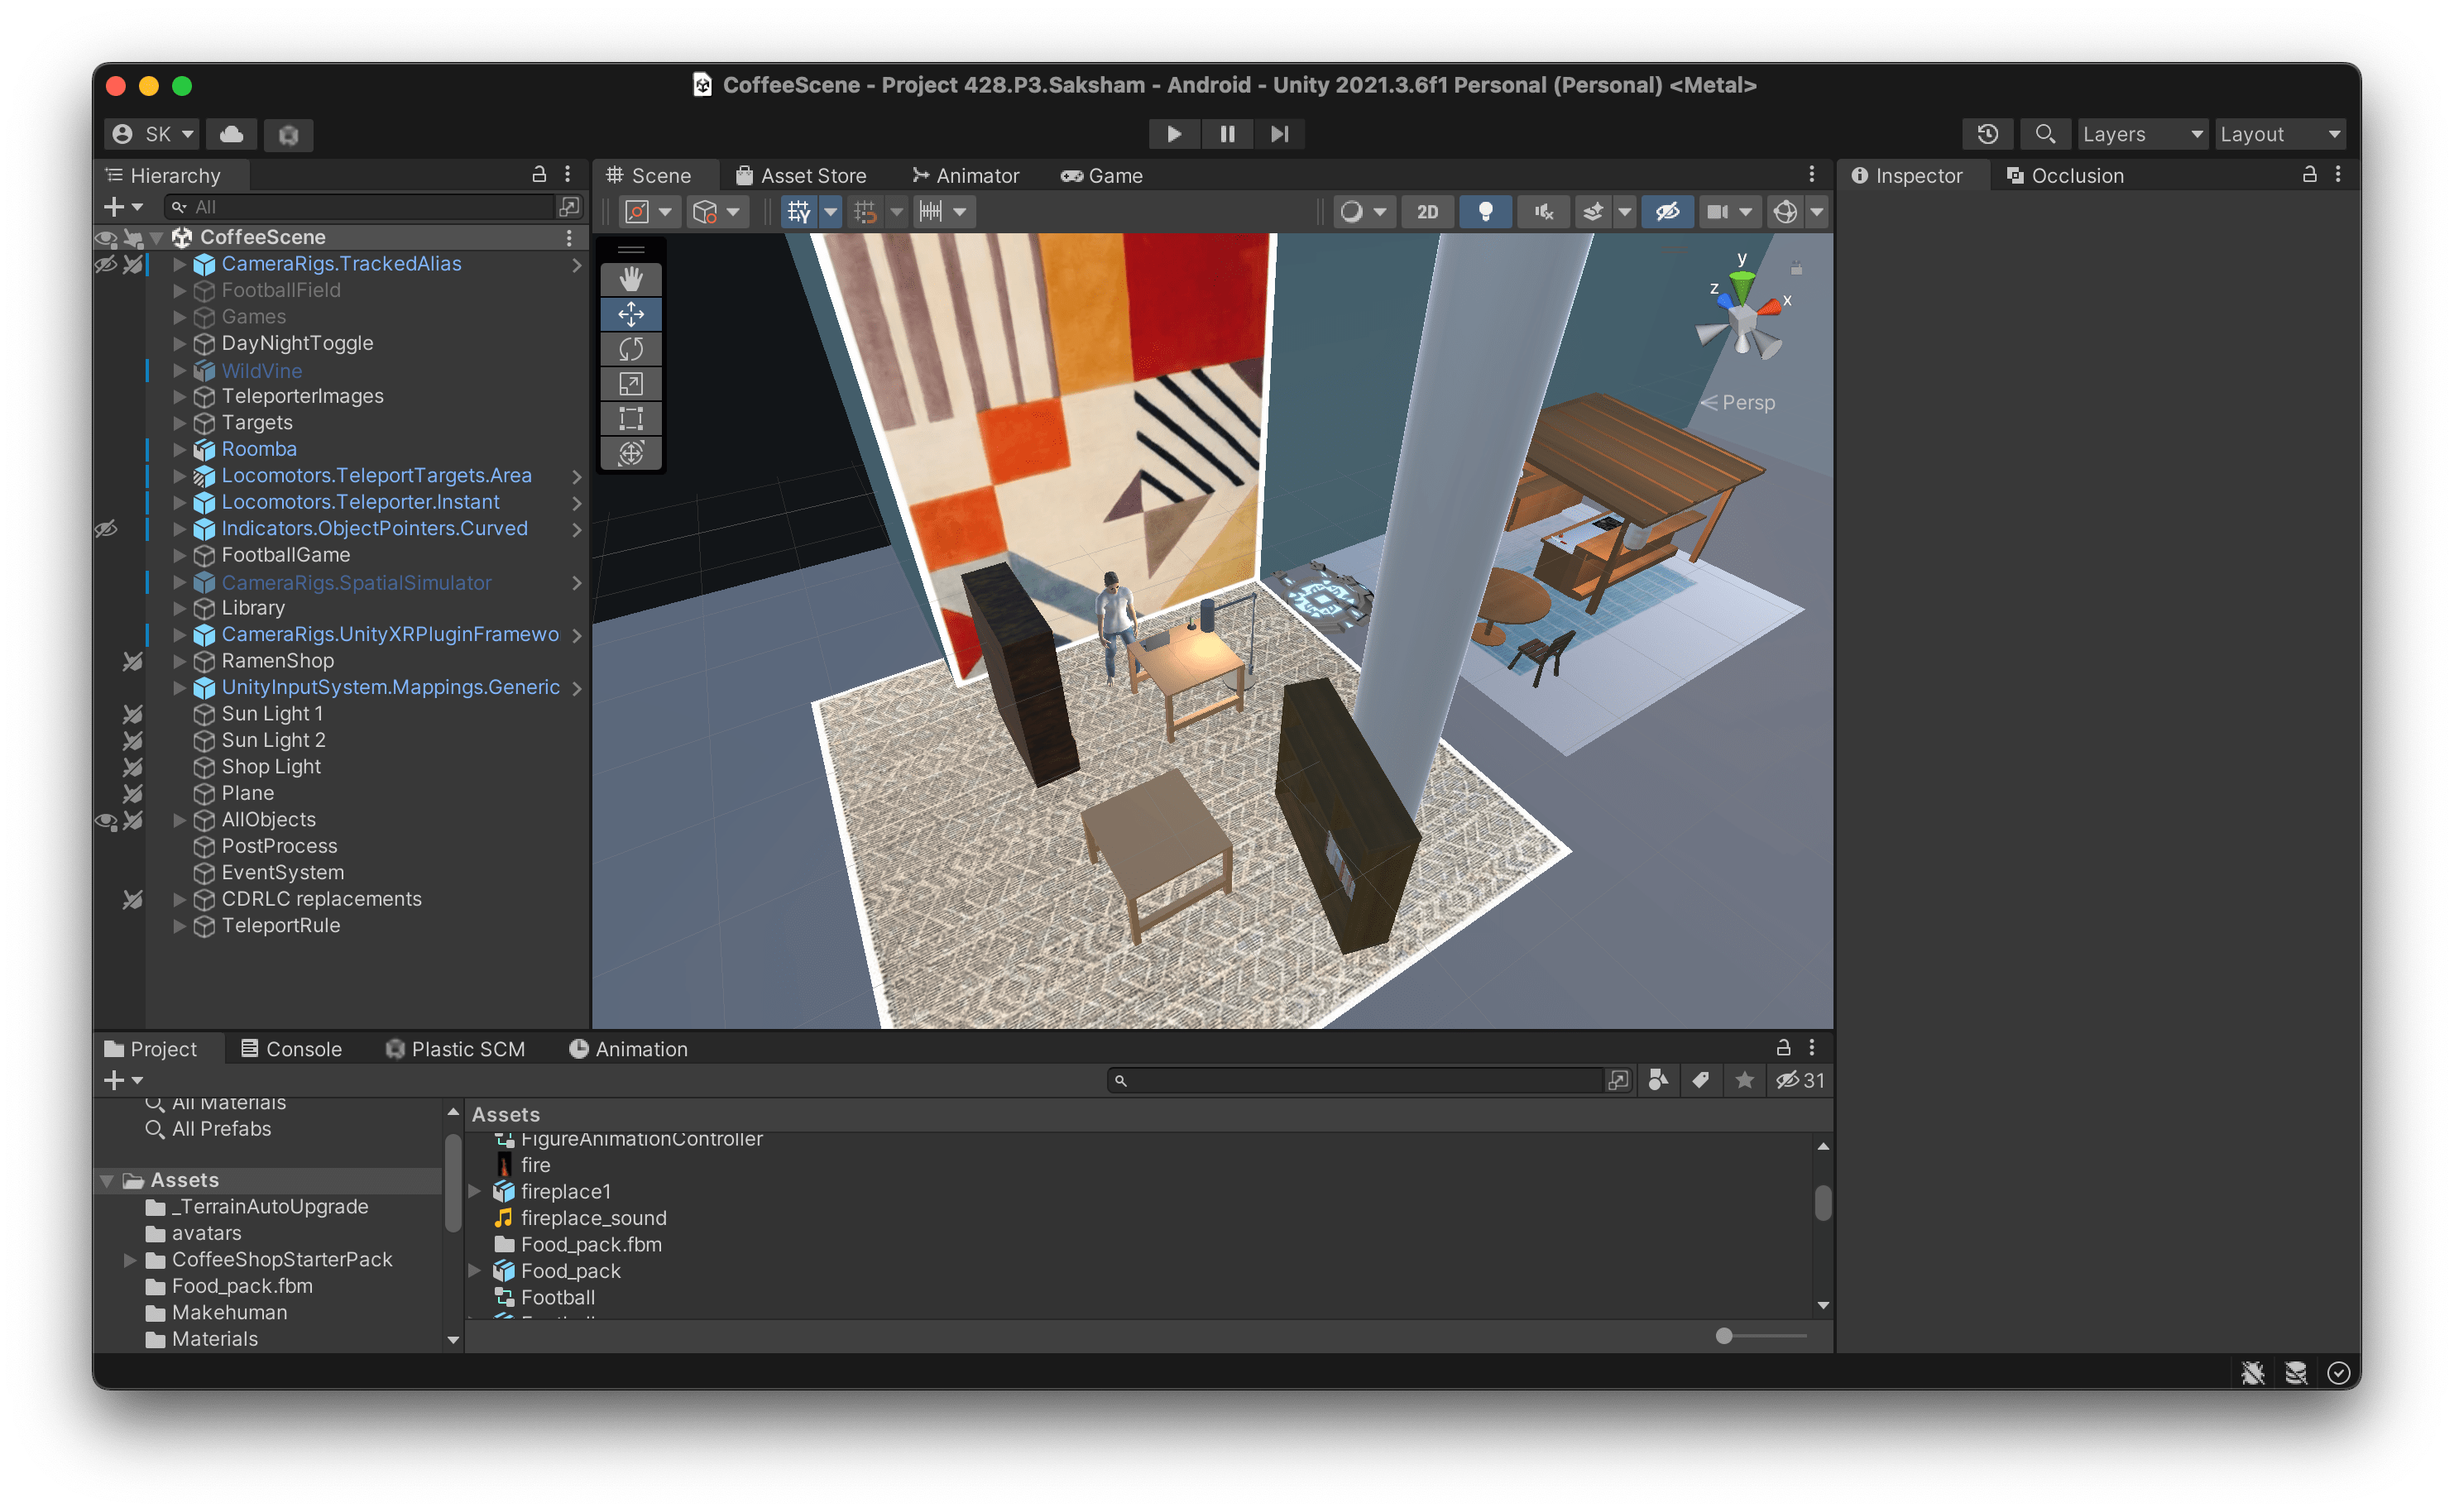 CoffeeScene - Project 428.P3.Saksham - Android - Unity 2021.3.6f1 Personal (Personal) <Metal>
SK
Layers
Layout
Hierarchy
All
CoffeeScene
CameraRigs.TrackedAlias
FootballField
Games
DayNightToggle
WildVine
TeleporterImages
Targets
Roomba
Locomotors.TeleportTargets.Area
Locomotors.Teleporter.Instant
Indicators.ObjectPointers.Curved
FootballGame
CameraRigs.SpatialSimulator
Library
CameraRigs.UnityXRPluginFramewo
RamenShop
UnityInputSystem.Mappings.Generic
Sun Light 1
Sun Light 2
Shop Light
Plane
AllObjects
PostProcess
EventSystem
CDRLC replacements
TeleportRule
Scene
Asset Store
Animator
Game
2D
y
z
x
Persp
Inspector
Occlusion
Project
Console
Plastic SCM
Animation
31
All Materials
All Prefabs
Assets
_TerrainAutoUpgrade
avatars
CoffeeShopStarterPack
Food_pack.fbm
Makehuman
Materials
Assets
FigureAnimationController
fire
fireplace1
fireplace_sound
Food_pack.fbm
Food_pack
Football